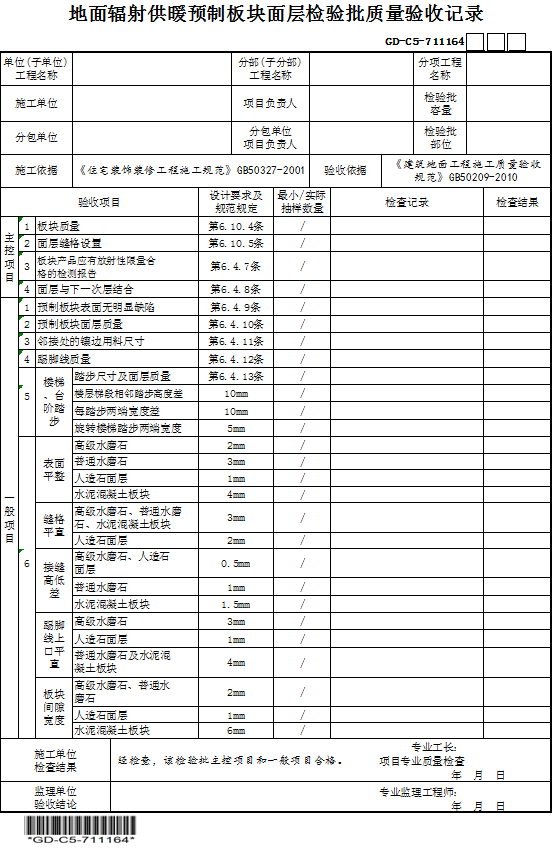 地面辐射供暖预制板块面层检验批质量验收记录
GD-C5-711164
单位(子单位)
工程名称
分部(子分部)
工程名称
分项工程
名称
施工单位
项目负责人
检验批
容量
分包单位
分包单位
项目负责人
检验批
部位
施工依据
《住宅装饰装修工程施工规范》GB50327-2001
验收依据
《建筑地面工程施工质量验收
规范》GB50209-2010
验收项目
设计要求及
规范规定
最小/实际
抽样数量
检查记录
检查结果
主控项目
1 板块质量 第6.10.4条 /
2 面层缝格设置 第6.10.5条 /
3 板块产品应有放射性限量合
格的检测报告 第6.4.7条 /
4 面层与下一次层结合 第6.4.8条 /
一般项目
1 预制板块表面无明显缺陷 第6.4.9条 /
2 预制板块面层质量 第6.4.10条 /
3 邻接处的镶边用料尺寸 第6.4.11条 /
4 踢脚线质量 第6.4.12条 /
5
楼梯
、台
阶踏
步
踏步尺寸及面层质量 第6.4.13条 /
楼层梯段相邻踏步高度差 10mm /
每踏步两端宽度差 10mm /
旋转楼梯踏步两端宽度 5mm /
6
表面
平整
高级水磨石 2mm /
普通水磨石 3mm /
人造石面层 1mm /
水泥混凝土板块 4mm /
缝格
平直
高级水磨石、普通水磨
石、水泥混凝土板块 3mm /
人造石面层 2mm /
接缝
高低
差
高级水磨石、人造石
面层 0.5mm /
普通水磨石 1mm /
水泥混凝土板块 1.5mm /
踢脚
线上
口平
直
高级水磨石 3mm /
人造石面层 1mm /
普通水磨石及水泥混
凝土板块 4mm /
板块
间隙
宽度
高级水磨石、普通水
磨石 2mm /
人造石面层 1mm /
水泥混凝土板块 6mm /
施工单位
检查结果
经检查，该检验批主控项目和一般项目合格。
专业工长:
项目专业质量检查
年 月 日
监理单位
验收结论
专业监理工程师:
年 月 日
*GD-C5-711164*